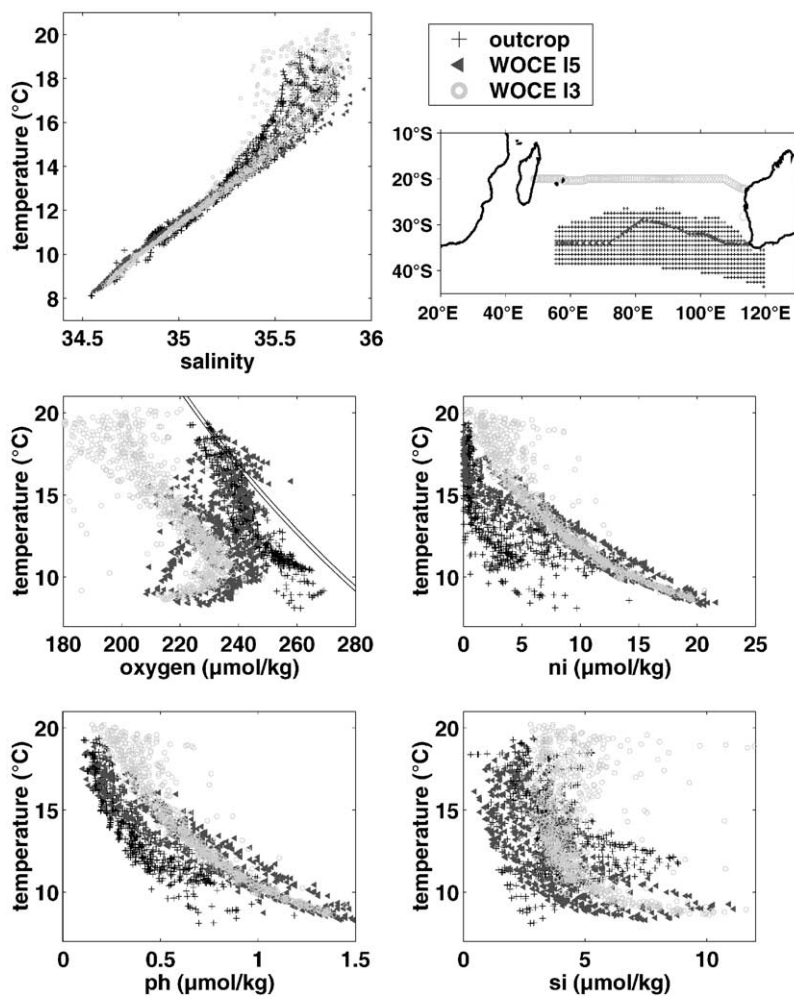 20
18
16
14
12
10
8
temperature (°C)
34.5 35 35.5 36
salinity
outcrop
WOCE I5
WOCE I3
10°S
20°S
30°S
40°S
20°E 40°E 60°E 80°E 100°E 120°E
20
15
10
temperature (°C)
180 200 220 240 260 280
oxygen (µmol/kg)
20
15
10
temperature (°C)
0 5 10 15 20 25
ni (µmol/kg)
20
15
10
temperature (°C)
0 0.5 1 1.5
ph (µmol/kg)
20
15
10
temperature (°C)
0 5 10
si (µmol/kg)